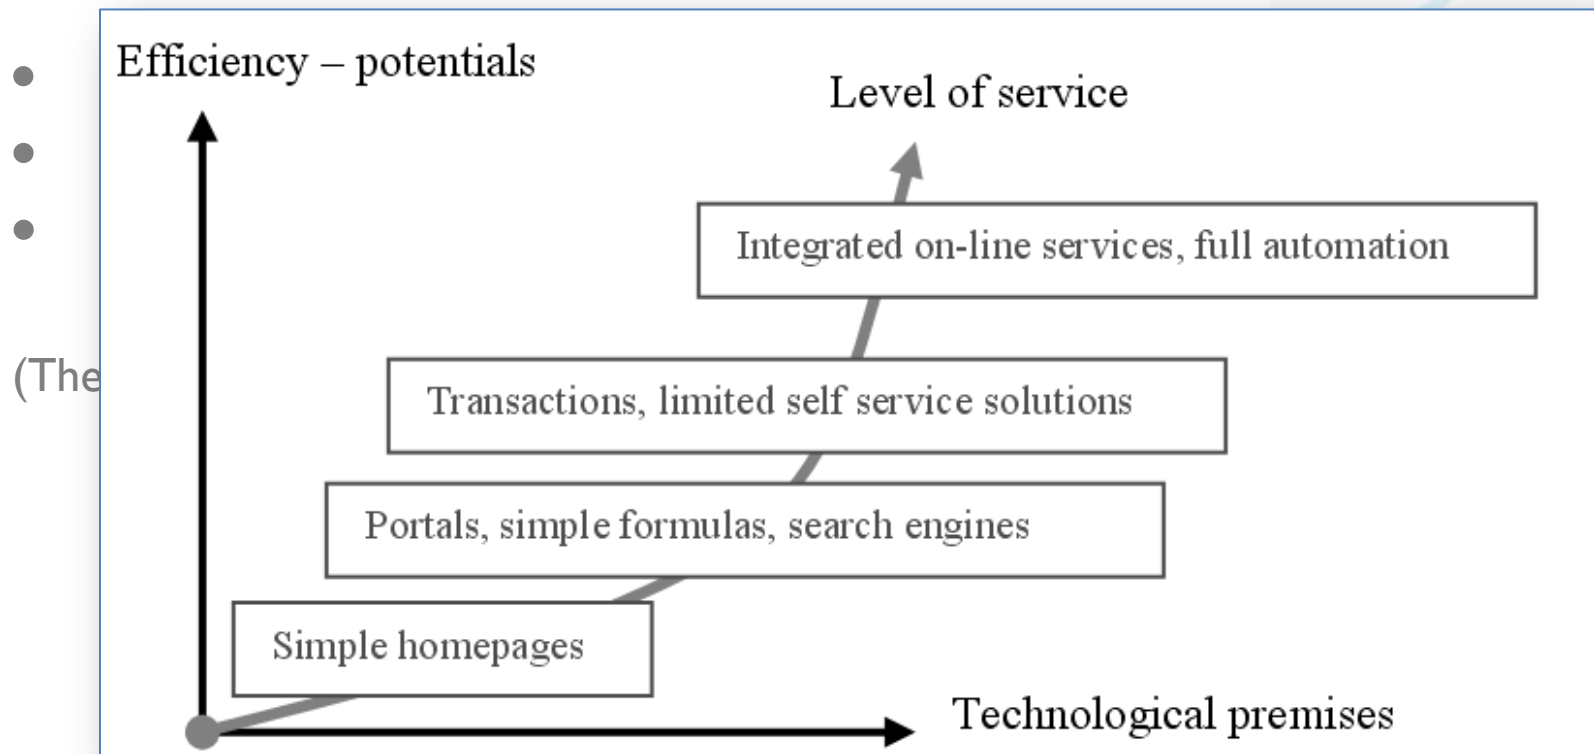 Efficiency – potentials
Level of service
Integrated on-line services, full automation
(The
Transactions, limited self service solutions
Portals, simple formulas, search engines
Simple homepages
Technological premises